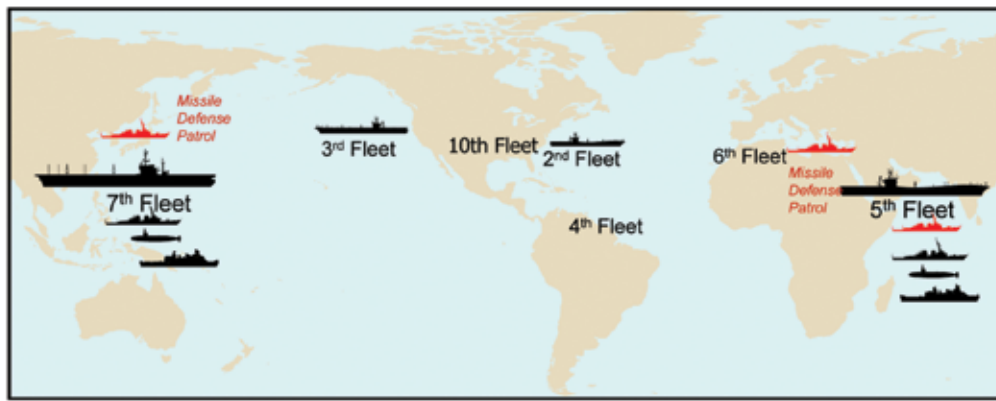 Missile
Defense
Patrol
3rd Fleet
10th Fleet
2nd Fleet
6th Fleet
Missile
Defense
Patrol
7th Fleet
5th Fleet
4th Fleet